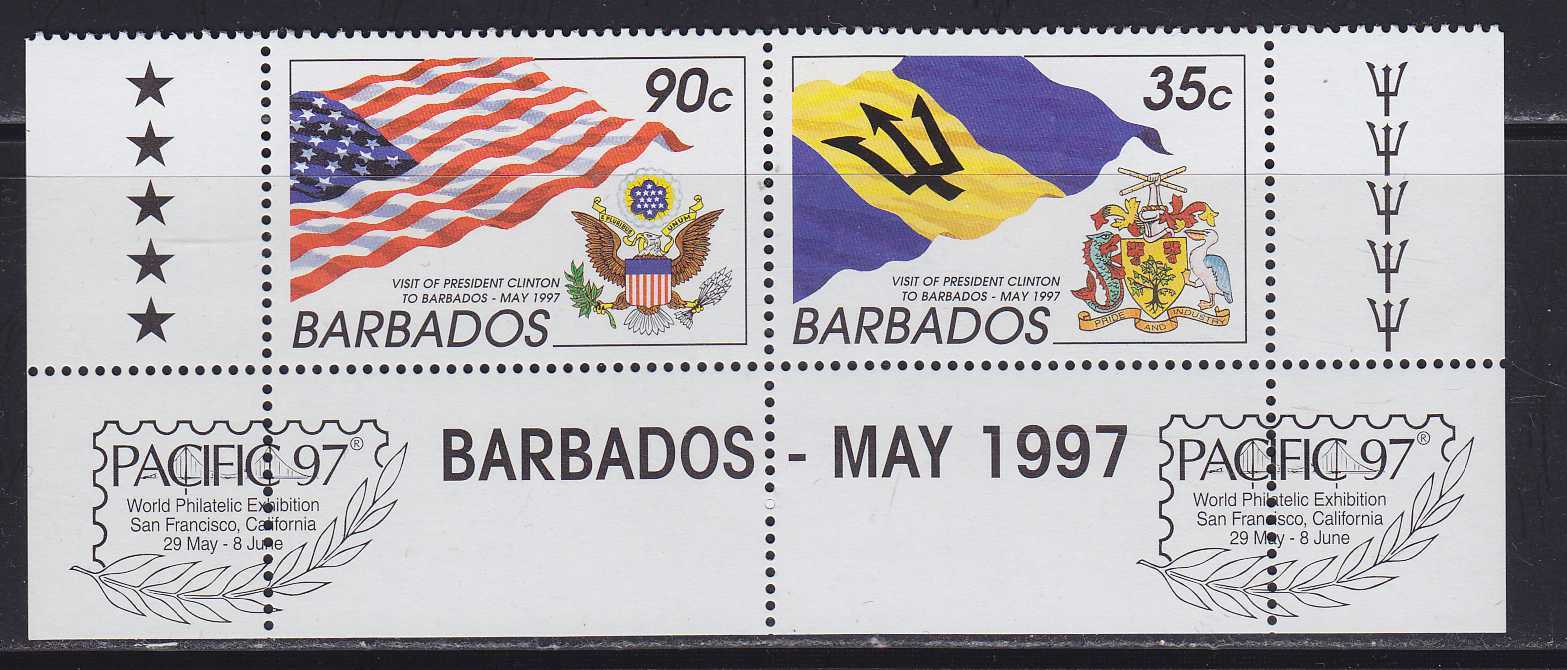 90c
E PLURIBUS UNUM
VISIT OF PRESIDENT CLINTON
TO BARBADOS - MAY 1997
BARBADOS
35c
VISIT OF PRESIDENT CLINTON
TO BARBADOS - MAY 1997
BARBADOS
PRIDE AND INDUSTRY
PACIFIC 97®
World Philatelic Exhibition
San Francisco, California
29 May - 8 June
BARBADOS - MAY 1997
PACIFIC 97®
World Philatelic Exhibition
San Francisco, California
29 May - 8 June